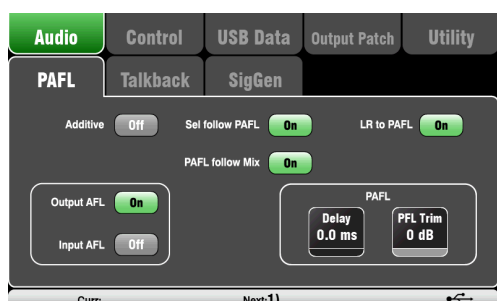 Audio Control USB Data Output Patch Utility
PAFL Talkback SigGen
Additive Off Sel follow PAFL On LR to PAFL On
PAFL follow Mix On
Output AFL On
Input AFL Off
PAFL
Delay 0.0 ms
PFL Trim 0 dB
Curr: Next:1)